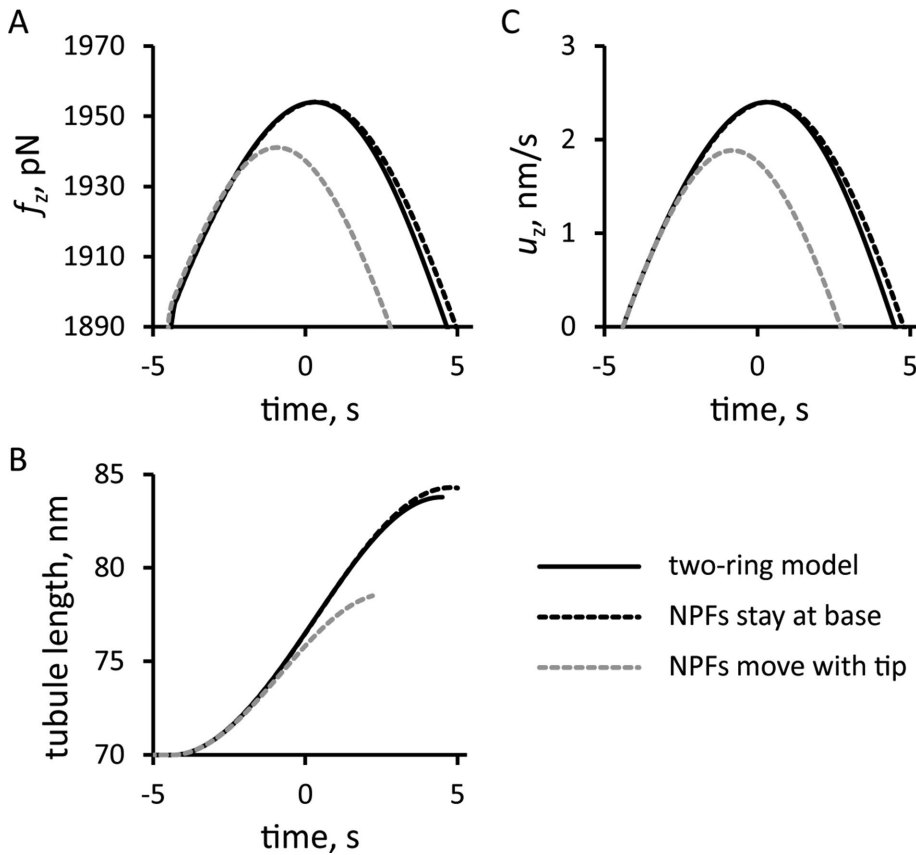 A
1970
1950
1930
1910
1890
f_z, pN
-5
0
5
time, s
C
3
2
1
0
u_z, nm/s
-5
0
5
time, s
B
85
80
75
70
tubule length, nm
-5
0
5
time, s
two-ring model
NPFs stay at base
NPFs move with tip